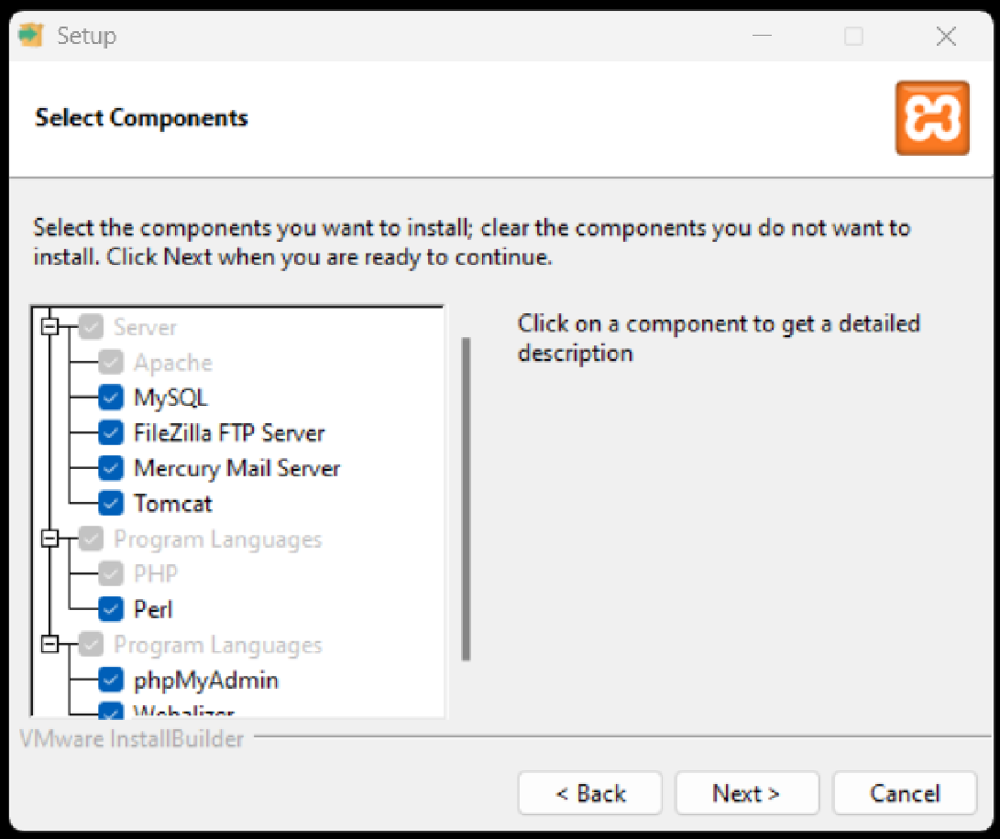 Setup
Select Components
Select the components you want to install; clear the components you do not want to
install. Click Next when you are ready to continue.
Server
Apache
MySQL
FileZilla FTP Server
Mercury Mail Server
Tomcat
Program Languages
PHP
Perl
Program Languages
phpMyAdmin
Webalizer
Click on a component to get a detailed
description
VMware InstallBuilder
< Back
Next >
Cancel